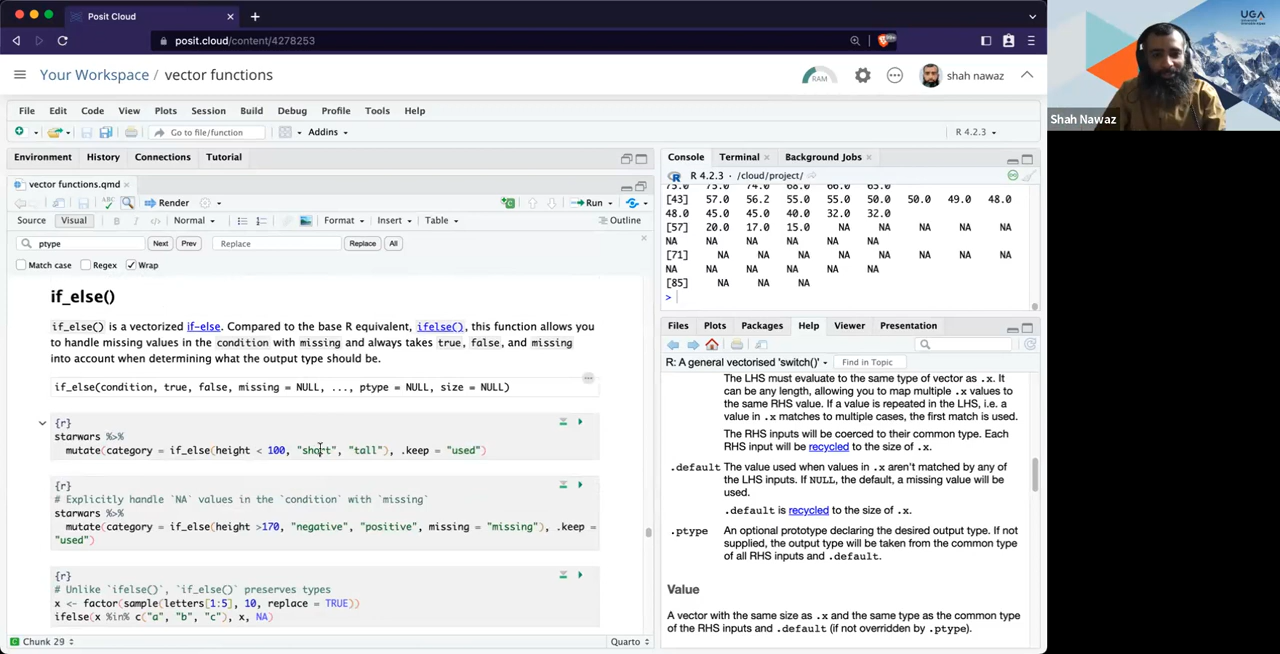 Posit Cloud
posit.cloud/content/4278253
Your Workspace / vector functions
RAM
shah nawaz
File Edit Code View Plots Session Build Debug Profile Tools Help
Go to file/function
Addins
R 4.2.3
Environment History Connections Tutorial
vector functions.qmd
Render
Run
Source Visual B I Normal Format Insert Table Outline
ptype Next Prev Replace Replace All
Match case Regex Wrap
if_else()
if_else() is a vectorized if-else. Compared to the base R equivalent, ifelse(), this function allows you
to handle missing values in the condition with missing and always takes true, false, and missing
into account when determining what the output type should be.
if_else(condition, true, false, missing = NULL, ..., ptype = NULL, size = NULL)
{r}
starwars %>%
mutate(category = if_else(height < 100, "short", "tall"), .keep = "used")
{r}
# Explicitly handle `NA` values in the `condition` with `missing`
starwars %>%
mutate(category = if_else(height >170, "negative", "positive", missing = "missing"), .keep =
"used")
{r}
# Unlike `ifelse()`, `if_else()` preserves types
x <- factor(sample(letters[1:5], 10, replace = TRUE))
ifelse(x %in% c("a", "b", "c"), x, NA)
Chunk 29
Quarto
Console Terminal Background Jobs
R 4.2.3 · /cloud/project/
75.0 75.0 74.0 68.0 66.0 65.0
[43] 57.0 56.2 55.0 55.0 50.0 50.0 49.0 48.0
48.0 45.0 45.0 40.0 32.0 32.0
[57] 20.0 17.0 15.0 NA NA NA NA NA
NA NA NA NA NA
[71] NA NA NA NA NA NA NA NA
NA NA NA NA NA
[85] NA NA NA
>
Files Plots Packages Help Viewer Presentation
R: A general vectorised 'switch()' Find in Topic
The LHS must evaluate to the same type of vector as .x. It
can be any length, allowing you to map multiple .x values to
the same RHS value. If a value is repeated in the LHS, i.e. a
value in .x matches to multiple cases, the first match is used.
The RHS inputs will be coerced to their common type. Each
RHS input will be recycled to the size of .x.
.default The value used when values in .x aren't matched by any of
the LHS inputs. If NULL, the default, a missing value will be
used.
.default is recycled to the size of .x.
.ptype An optional prototype declaring the desired output type. If not
supplied, the output type will be taken from the common type
of all RHS inputs and .default.
Value
A vector with the same size as .x and the same type as the common type
of the RHS inputs and .default (if not overridden by .ptype).
UGA
Shah Nawaz